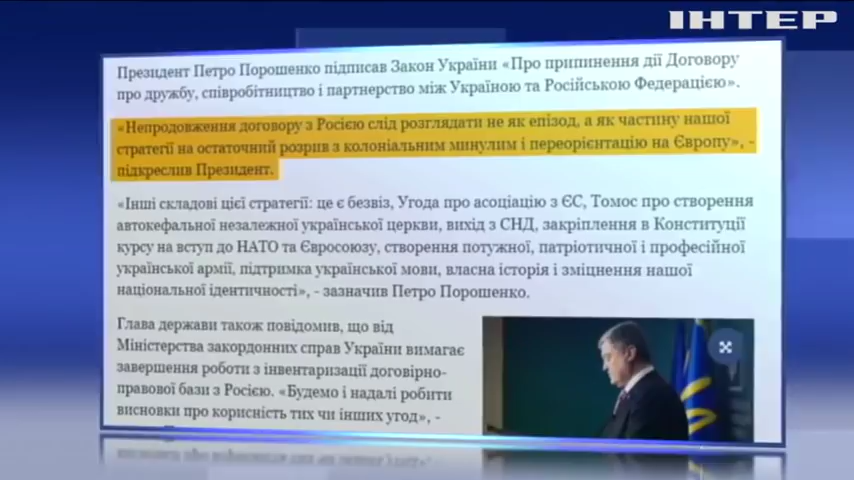 ІНТЕР
Президент Петро Порошенко підписав Закон України «Про припинення дії Договору
про дружбу, співробітництво і партнерство між Україною та Російською Федерацією».
«Непродовження договору з Росією слід розглядати не як епізод, а як частину нашої
стратегії на остаточний розрив з колоніальним минулим і переорієнтацію на Європу», -
підкреслив Президент.
«Інші складові цієї стратегії: це є безвіз, Угода про асоціацію з ЄС, Томос про створення
автокефальної незалежної української церкви, вихід з СНД, закріплення в Конституції
курсу на вступ до НАТО та Євросоюзу, створення потужної, патріотичної і професійної
української армії, підтримка української мови, власна історія і зміцнення нашої
національної ідентичності», - зазначив Петро Порошенко.
Глава держави також повідомив, що від
Міністерства закордонних справ України вимагає
завершення роботи з інвентаризації договірно-
правової бази з Росією. «Будемо і надалі робити
висновки про корисність тих чи інших угод», -